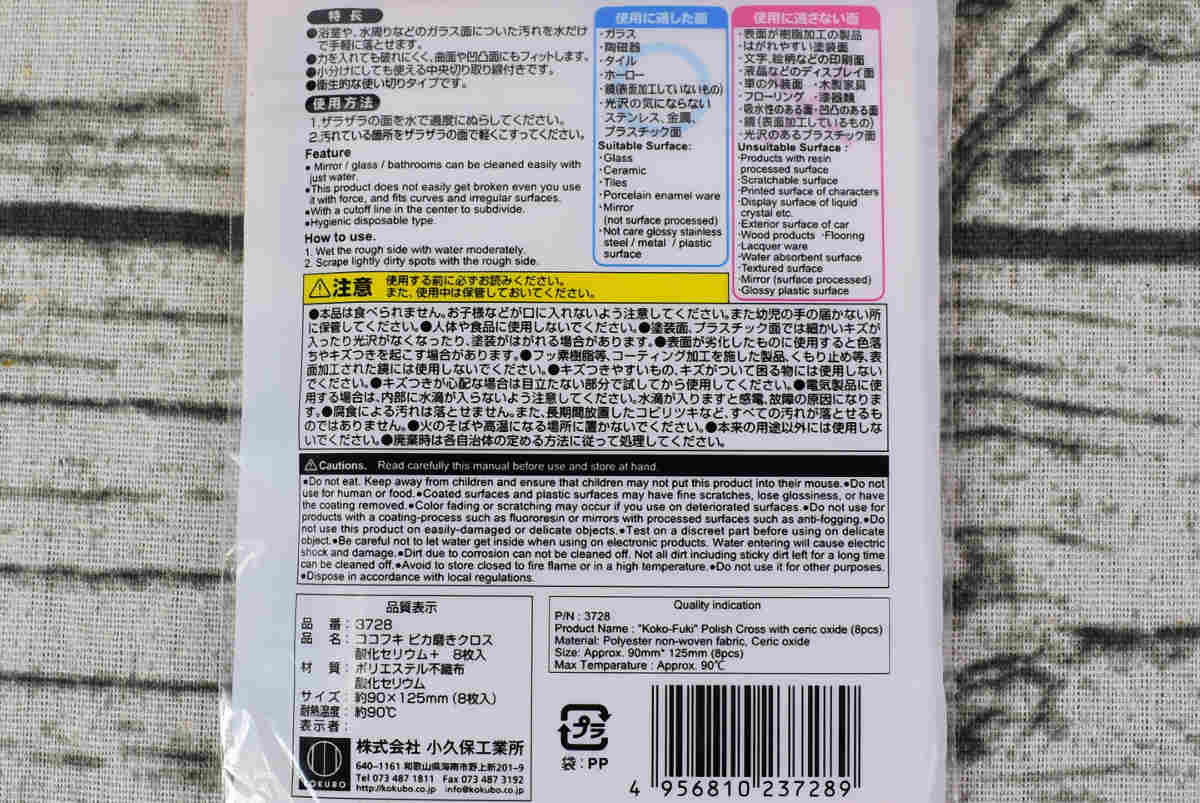 特長
●浴室や、水周りなどのガラス面についた汚れを水だけ
で手軽に落とせます。
●力を入れても破れにくく、曲面や凹凸面にもフィットします。
●小分けにしても使える中央切り取り線付きです。
●衛生的な使い切りタイプです。
使用方法
1.ザラザラの面を水で適度にぬらしてください。
2.汚れている箇所をザラザラの面で軽くこすってください。
Feature
● Mirror / glass / bathrooms can be cleaned easily with
just water.
●This product does not easily get broken even you use
it with force, and fits curves and irregular surfaces.
●With a cutoff line in the center to subdivide.
●Hygienic disposable type.
How to use.
1. Wet the rough side with water moderately.
2. Scrape lightly dirty spots with the rough side.
使用に適した面
・ガラス
・陶磁器
・タイル
・ホーロー
・鏡(表面加工していないもの)
・光沢の気にならない
ステンレス、金属、
プラスチック面
Suitable Surface:
・Glass
・Ceramic
・Tiles
・Porcelain enamel ware
・Mirror
(not surface processed)
・Not care glossy stainless
steel / metal / plastic
surface
使用に適さない面
・表面が樹脂加工の製品
・はがれやすい塗装面
・文字、絵柄などの印刷面
・液晶などのディスプレイ面
・車の外装面 ・木製家具
・フローリング ・漆器類
・吸水性のある面・凹凸のある面
・鏡(表面加工しているもの)
・光沢のあるプラスチック面
Unsuitable Surface :
・Products with resin
processed surface
・Scratchable surface
・Printed surface of characters
・Display surface of liquid
crystal etc.
・Exterior surface of car
・Wood products ・Flooring
・Lacquer ware
・Water absorbent surface
・Textured surface
・Mirror (surface processed)
・Glossy plastic surface
⚠注意 使用する前に必ずお読みください。
また、使用中は保管しておいてください。
●本品は食べられません。お子様などが口に入れないよう注意してください。また幼児の手の届かない所
に保管してください。●人体や食品に使用しないでください。●塗装面、プラスチック面では細かいキズが
入ったり光沢がなくなったり、塗装がはがれる場合があります。●表面が劣化したものに使用すると色落
ちやキズつきを起こす場合があります。●フッ素樹脂等、コーティング加工を施した製品、くもり止め等、表
面加工された鏡には使用しないでください。●キズつきやすいもの、キズがついて困る物には使用しない
でください。●キズつきが心配な場合は目立たない部分で試してから使用してください。●電気製品に使
用する場合は、内部に水滴が入らないよう注意してください。水滴が入りますと感電、故障の原因になりま
す。●腐食による汚れは落とせません。また、長期間放置したコビリツキなど、すべての汚れが落とせるも
のではありません。●火のそばや高温になる場所に置かないでください。●本来の用途以外には使用しな
いでください。●廃棄時は各自治体の定める方法に従って処理してください。
⚠Cautions. Read carefully this manual before use and store at hand.
●Do not eat. Keep away from children and ensure that children may not put this product into their mouse.●Do not
use for human or food.●Coated surfaces and plastic surfaces may have fine scratches, lose glossiness, or have
the coating removed.●Color fading or scratching may occur if you use on deteriorated surfaces.●Do not use for
products with a coating-process such as fluororesin or mirrors with processed surfaces such as anti-fogging.●Do
not use this product on easily-damaged or delicate objects.●Test on a discreet part before using on delicate
object.●Be careful not to let water get inside when using on electronic products. Water entering will cause electric
shock and damage.●Dirt due to corrosion can not be cleaned off. Not all dirt including sticky dirt left for a long time
can be cleaned off.●Avoid to store closed to fire flame or in a high temperature.●Do not use it for other purposes.
●Dispose in accordance with local regulations.
品質表示
品番：3728
品名：ココフキ ピカ磨きクロス
酸化セリウム＋ 8枚入
材質：ポリエステル不織布
酸化セリウム
サイズ：約90×125mm (8枚入)
耐熱温度：約90℃
表示者：
KOKUBO
株式会社 小久保工業所
640-1161 和歌山県海南市野上新201-9
Tel 073 487 1811 Fax 073 487 3192
http://kokubo.co.jp info@kokubo.co.jp
Quality indication
P/N : 3728
Product Name : "Koko-Fuki" Polish Cross with ceric oxide (8pcs)
Material: Polyester non-woven fabric, Ceric oxide
Size: Approx. 90mm* 125mm (8pcs)
Max Temparature : Approx. 90℃
プラ
袋：PP
4 956810 237289